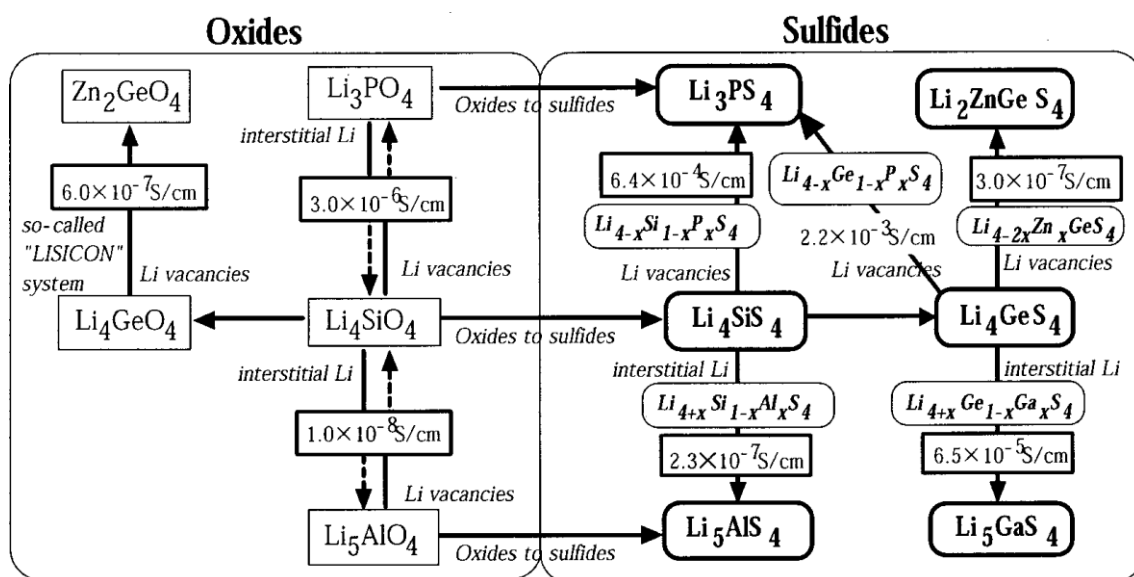 Oxides
Zn2GeO4
Li3PO4
interstitial Li
6.0×10-7S/cm
3.0×10-6S/cm
so-called
"LISICON"
system
Li vacancies
Li vacancies
Li4GeO4
Li4SiO4
interstitial Li
1.0×10-8S/cm
Li vacancies
Li5AlO4
Oxides to sulfides
Oxides to sulfides
Oxides to sulfides
Sulfides
Li3PS4
Li2ZnGe S4
6.4×10-4S/cm
Li4-xGe1-xPxS4
3.0×10-7S/cm
Li4-xSi1-xPxS4
2.2×10-3S/cm
Li4-2xZnxGeS4
Li vacancies
Li vacancies
Li vacancies
Li4SiS4
Li4GeS4
interstitial Li
interstitial Li
Li4+xSi1-xAlxS4
Li4+xGe1-xGaxS4
2.3×10-7S/cm
6.5×10-5S/cm
Li5AlS4
Li5GaS4